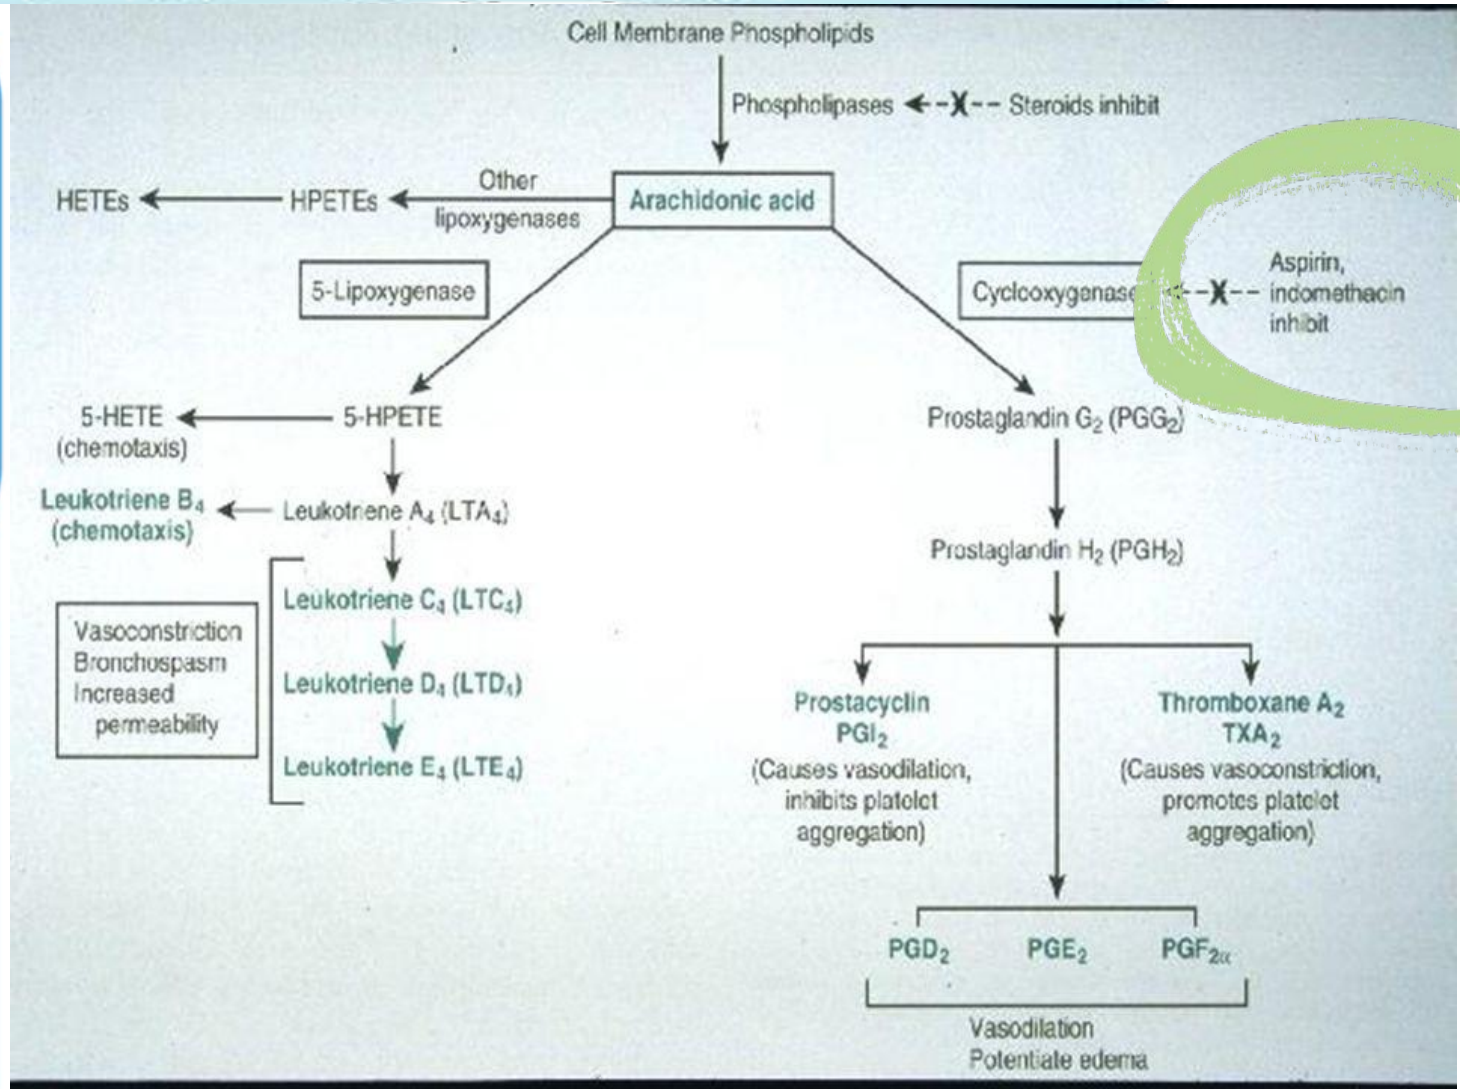 Cell Membrane Phospholipids
Phospholipases
X
Steroids inhibit
HETEs
HPETEs
Other
lipoxygenases
Arachidonic acid
5-Lipoxygenase
Cyclooxygenase
X
Aspirin,
indomethacin
inhibit
5-HETE
(chemotaxis)
5-HPETE
Prostaglandin G₂ (PGG₂)
Leukotriene B₄
(chemotaxis)
Leukotriene A₄ (LTA₄)
Prostaglandin H₂ (PGH₂)
Vasoconstriction
Bronchospasm
Increased
permeability
Leukotriene C₄ (LTC₄)
Leukotriene D₄ (LTD₄)
Leukotriene E₄ (LTE₄)
Prostacyclin
PGI₂
(Causes vasodilation,
inhibits platelet
aggregation)
Thromboxane A₂
TXA₂
(Causes vasoconstriction,
promotes platelet
aggregation)
PGD₂
PGE₂
PGF₂α
Vasodilation
Potentiate edema